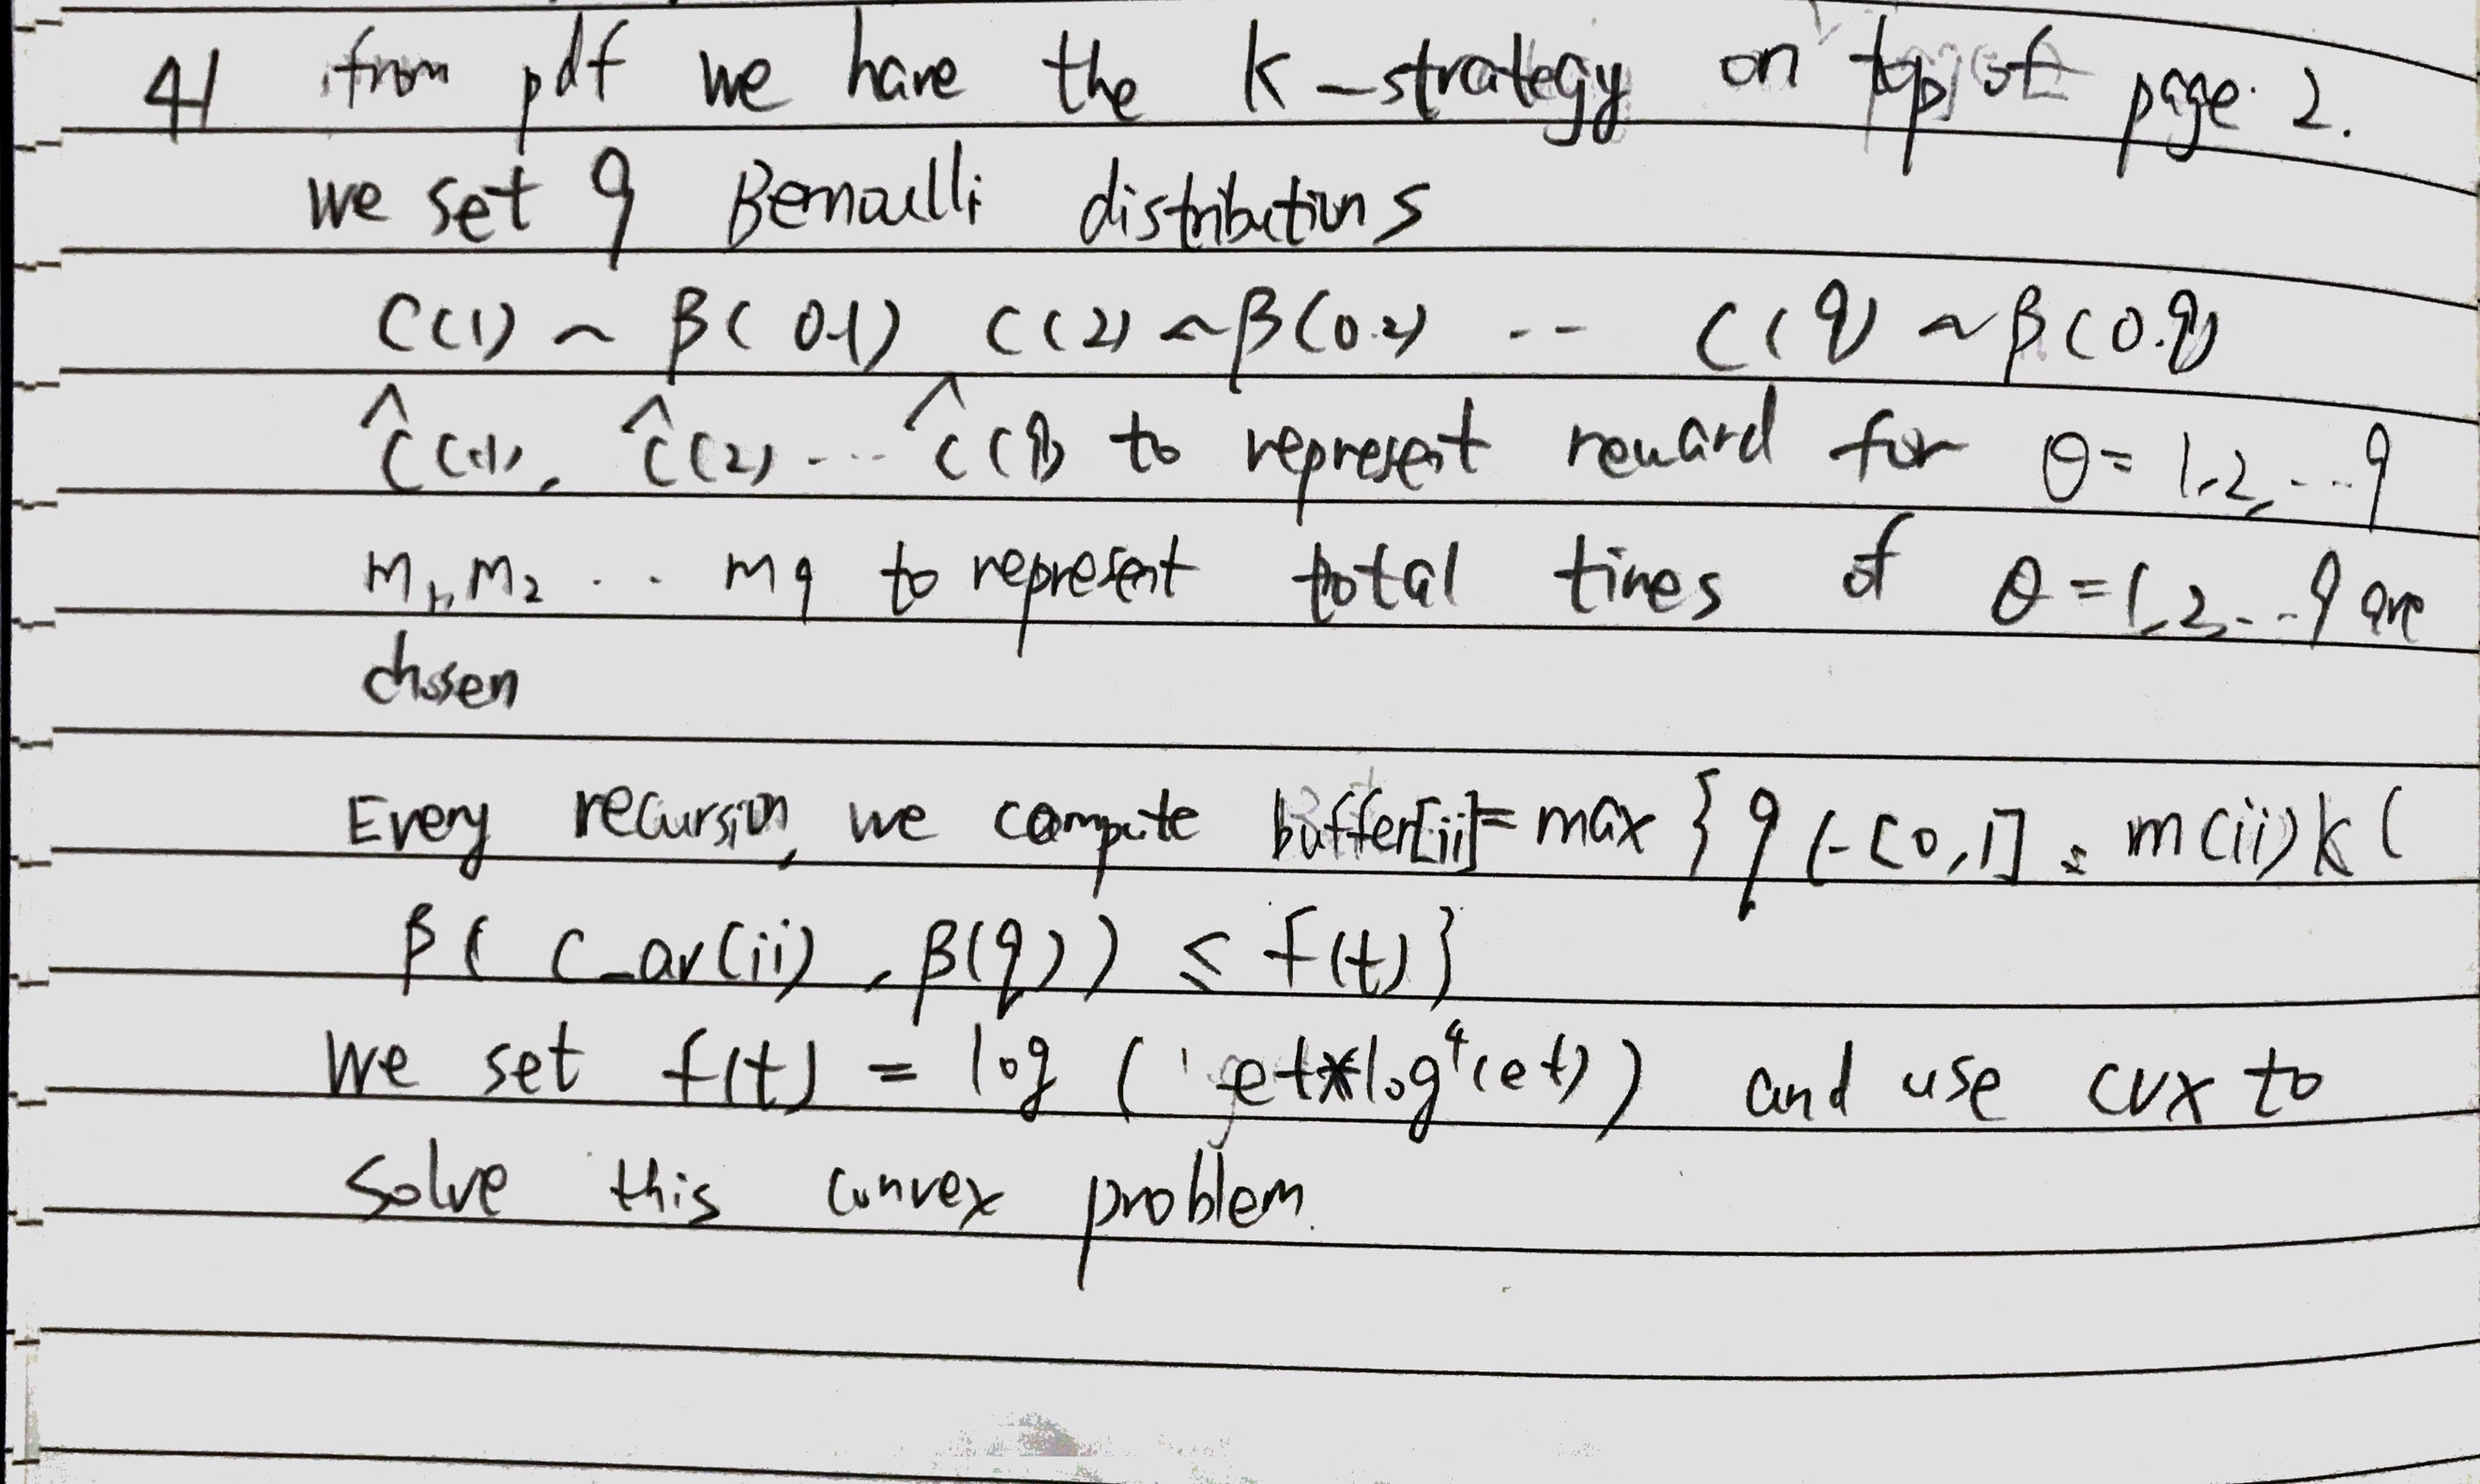 4/ from pdf we have the k-strategy on top of page 2.
we set 9 Bernoulli distributions
C(1) ~ β(0.1) C(2) ~ β(0.2) -- C(9) ~ β(0.9)
ĉ(1), ĉ(2) ... ĉ(9) to represent reward for θ = 1,2,...9
m1, m2 ... m9 to represent total times of θ = 1,2,...9 are
chosen
Every recursion, we compute buffer[ii] = max { q ∈ [0,1] : m(ii) k (
β( c_av(ii) , β(q)) ≤ f(t) }
We set f(t) = log ( et*log⁴(et) ) and use cvx to
solve this convex problem.